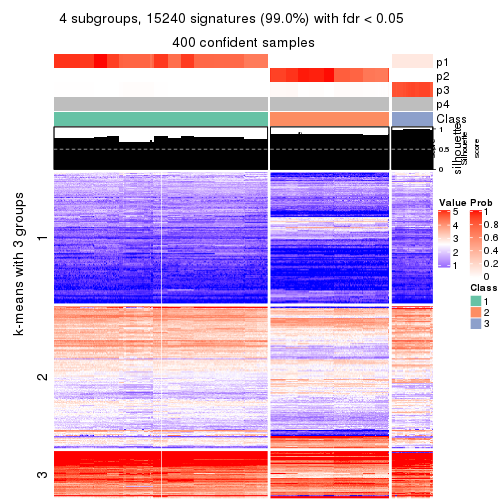 4 subgroups, 15240 signatures (99.0%) with fdr < 0.05
400 confident samples
p1
p2
p3
p4
Class
silhouette
Silhouette
score
1
0.5
0
k-means with 3 groups
1
2
3
Value
5
4
3
2
1
Prob
1
0.8
0.6
0.4
0.2
0
Class
1
2
3